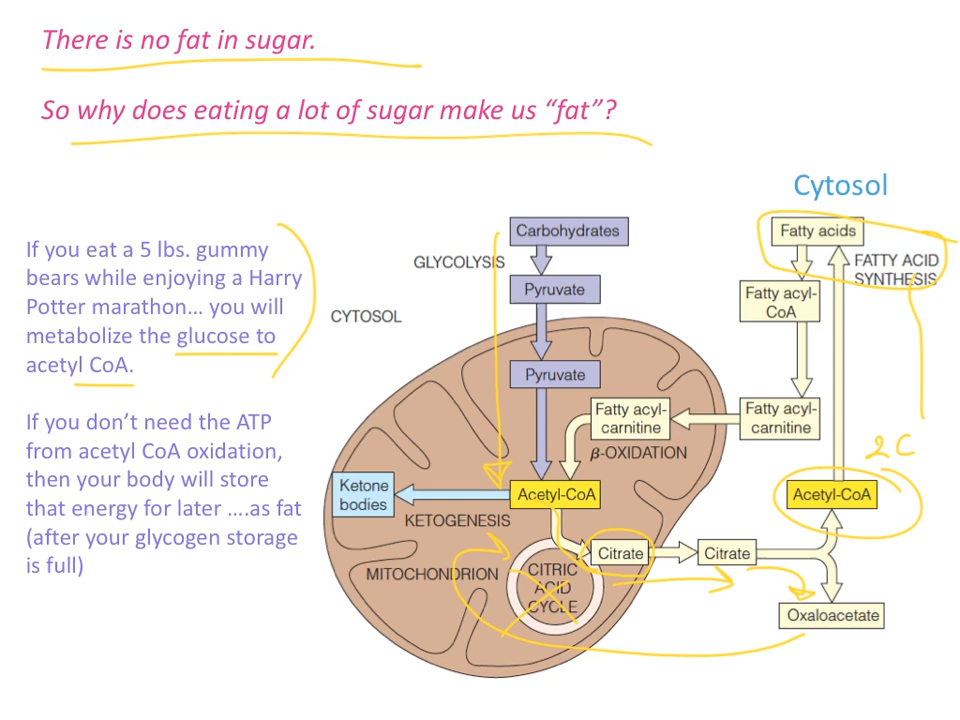 There is no fat in sugar.
So why does eating a lot of sugar make us “fat”?
Cytosol
If you eat a 5 lbs. gummy
bears while enjoying a Harry
Potter marathon... you will
metabolize the glucose to
acetyl CoA.
If you don’t need the ATP
from acetyl CoA oxidation,
then your body will store
that energy for later ....as fat
(after your glycogen storage
is full)
Carbohydrates
GLYCOLYSIS
Pyruvate
CYTOSOL
Pyruvate
Fatty acids
FATTY ACID
SYNTHESIS
Fatty acyl-
CoA
Fatty acyl-
carnitine
Fatty acyl-
carnitine
β-OXIDATION
2C
Ketone
bodies
Acetyl-CoA
Acetyl-CoA
KETOGENESIS
Citrate
Citrate
MITOCHONDRION
CITRIC
ACID
CYCLE
Oxaloacetate